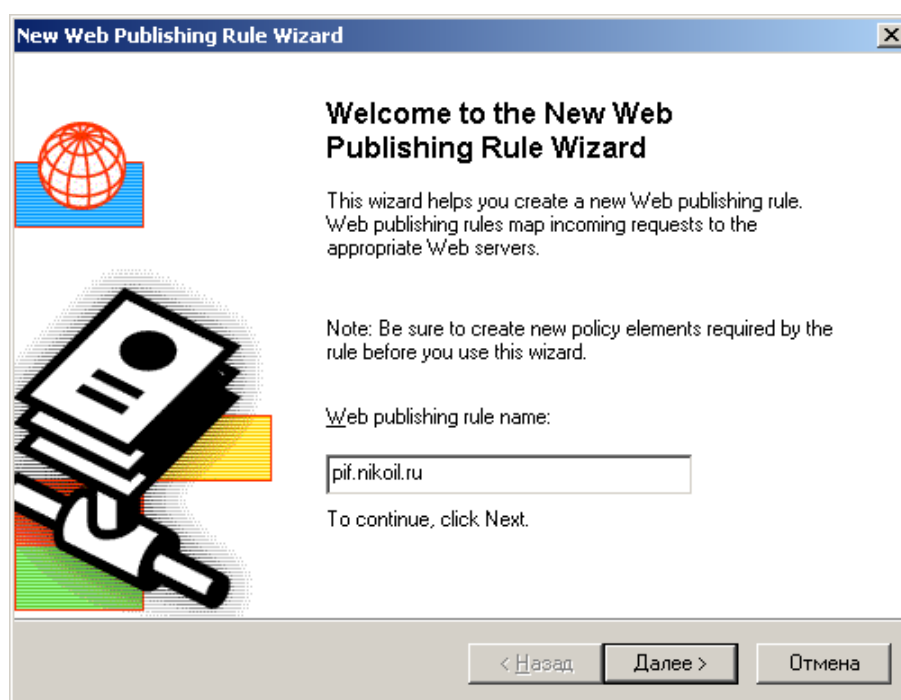 New Web Publishing Rule Wizard
Welcome to the New Web
Publishing Rule Wizard
This wizard helps you create a new Web publishing rule.
Web publishing rules map incoming requests to the
appropriate Web servers.
Note: Be sure to create new policy elements required by the
rule before you use this wizard.
Web publishing rule name:
pif.nikoil.ru
To continue, click Next.
< Назад
Далее >
Отмена